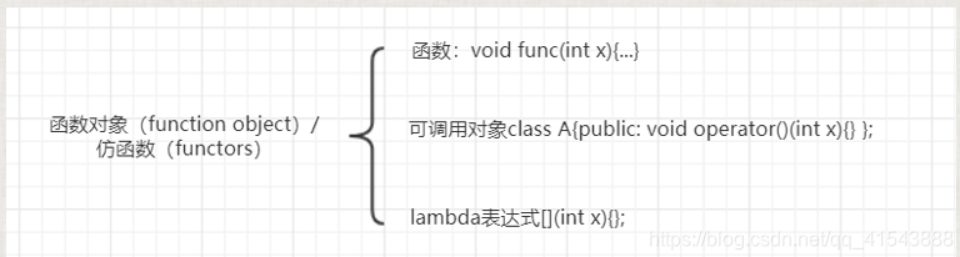 函数：void func(int x){...}
函数对象（function object）/
仿函数（functors）
可调用对象class A{public: void operator()(int x){} };
lambda表达式[](int x){};
https://blog.csdn.net/qq_41543888